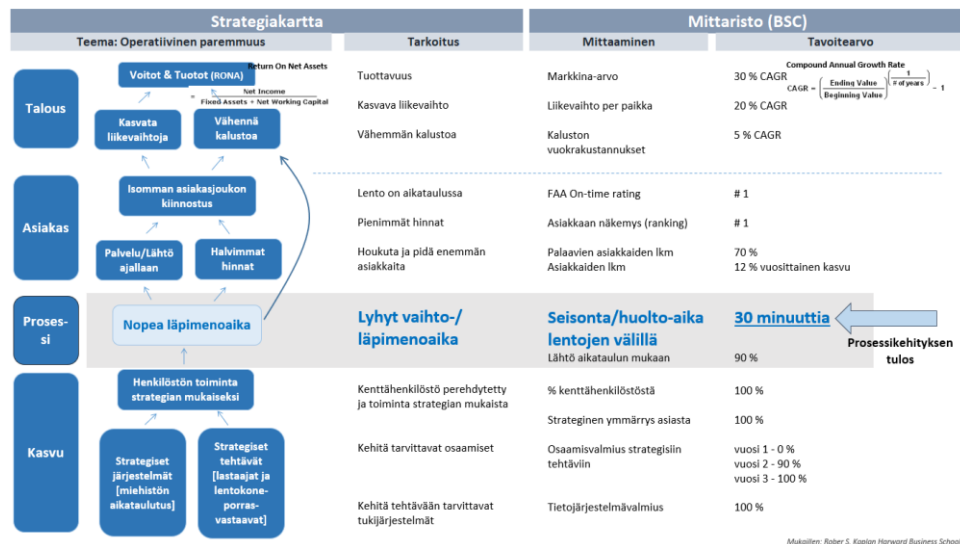 Strategiakartta
Mittaristo (BSC)
Teema: Operatiivinen paremmuus
Tarkoitus
Mittaaminen
Tavoitearvo
Talous
Voitot & Tuotot (RONA)
Return On Net Assets
= Net Income
Fixed Assets + Net Working Capital
Kasvata
liikevaihtoja
Vähennä
kalustoa
Tuottavuus
Markkina-arvo
30 % CAGR
Compound Annual Growth Rate
CAGR = (Ending Value / Beginning Value)^(1 / # of years) - 1
Kasvava liikevaihto
Liikevaihto per paikka
20 % CAGR
Vähemmän kalustoa
Kaluston
vuokrakustannukset
5 % CAGR
Asiakas
Isomman asiakasjoukon
kiinnostus
Palvelu/Lähtö
ajallaan
Halvimmat
hinnat
Lento on aikataulussa
FAA On-time rating
# 1
Pienimmät hinnat
Asiakkaan näkemys (ranking)
# 1
Houkuta ja pidä enemmän
asiakkaita
Palaavien asiakkaiden lkm
Asiakkaiden lkm
70 %
12 % vuosittainen kasvu
Proses-
si
Nopea läpimenoaika
Lyhyt vaihto-/
läpimenoaika
Seisonta/huolto-aika
lentojen välillä
30 minuuttia
Lähtö aikataulun mukaan
90 %
Prosessikehityksen
tulos
Kasvu
Henkilöstön toiminta
strategian mukaiseksi
Strategiset
järjestelmät
[miehistön
aikataulutus]
Strategiset
tehtävät
[lastaajat ja
lentokone-
porras-
vastaavat]
Kenttähenkilöstö perehdytetty
ja toiminta strategian mukaista
% kenttähenkilöstöstä
100 %
Strateginen ymmärrys asiasta
100 %
Kehitä tarvittavat osaamiset
Osaamisvalmius strategisiin
tehtäviin
vuosi 1 - 0 %
vuosi 2 - 90 %
vuosi 3 - 100 %
Kehitä tehtävään tarvittavat
tukijärjestelmät
Tietojärjestelmävalmius
100 %
Mukaillen: Rober S. Kaplan Harward Business School